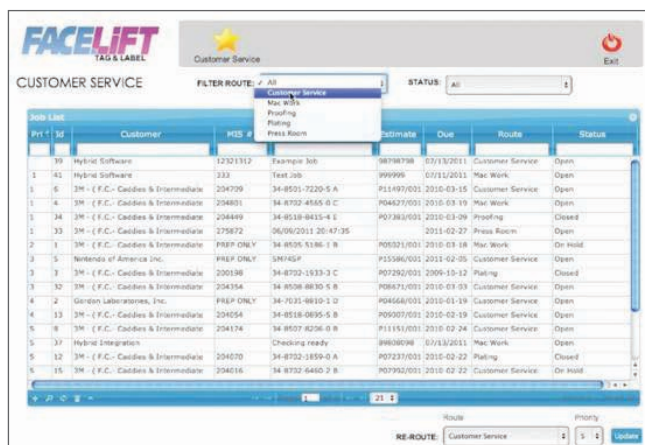 FACELIFT
TAG & LABEL
Customer Service
Exit
CUSTOMER SERVICE
FILTER ROUTE: ✓ All
STATUS: All
Customer Service
Mac Work
Proofing
Plating
Press Room
Job List
Pri Id Customer MIS # Estimate Due Route Status
39 Hybrid Software 12321312 Example Job 98798798 07/13/2011 Customer Service Open
1 41 Hybrid Software 333 Test Job 999999 07/11/2011 Mac Work Open
1 6 3M - ( F.C.- Caddies & Intermediate 204709 34-8501-7220-5 A P11497/001 2010-03-15 Customer Service Open
1 4 3M - ( F.C.- Caddies & Intermediate 204801 34-8702-4565-0 C P04627/001 2010-03-19 Mac Work Open
1 34 3M - ( F.C.- Caddies & Intermediate 204449 34-8518-8415-4 E P07383/001 2010-03-09 Proofing Closed
1 33 3M - ( F.C.- Caddies & Intermediate 275872 06/09/2011 20:47:35 2011-02-27 Press Room Open
2 1 3M - ( F.C.- Caddies & Intermediate PREP ONLY 34-8505-5186-1 B P05021/001 2010-03-18 Mac Work On Hold
3 5 Nintendo of America Inc. PREP ONLY SM74SP P15586/001 2011-02-05 Customer Service Open
3 3 3M - ( F.C.- Caddies & Intermediate 200198 34-8702-1933-3 C P07292/001 2009-10-12 Plating Closed
3 32 3M - ( F.C.- Caddies & Intermediate 204354 34-8508-8830-5 B P08671/001 2010-03-03 Customer Service Open
4 2 Gordon Laboratories, Inc. PREP ONLY 34-7035-9810-1 D P04668/001 2010-01-19 Customer Service Open
4 13 3M - ( F.C.- Caddies & Intermediate 204054 34-8518-0895-5 B P09007/001 2010-02-19 Customer Service Open
5 8 3M - ( F.C.- Caddies & Intermediate 204174 34-8507-8206-0 B P11151/001 2010-02-24 Customer Service Open
5 37 Hybrid Integration Checking ready 89808098 07/13/2011 Mac Work Open
5 12 3M - ( F.C.- Caddies & Intermediate 204070 34-8702-1859-0 A P07237/001 2010-02-22 Plating Closed
5 15 3M - ( F.C.- Caddies & Intermediate 204016 34-8702-6460-2 B P07992/001 2010-02-22 Customer Service On Hold
1 21
Route Priority
RE-ROUTE: Customer Service 5 Update